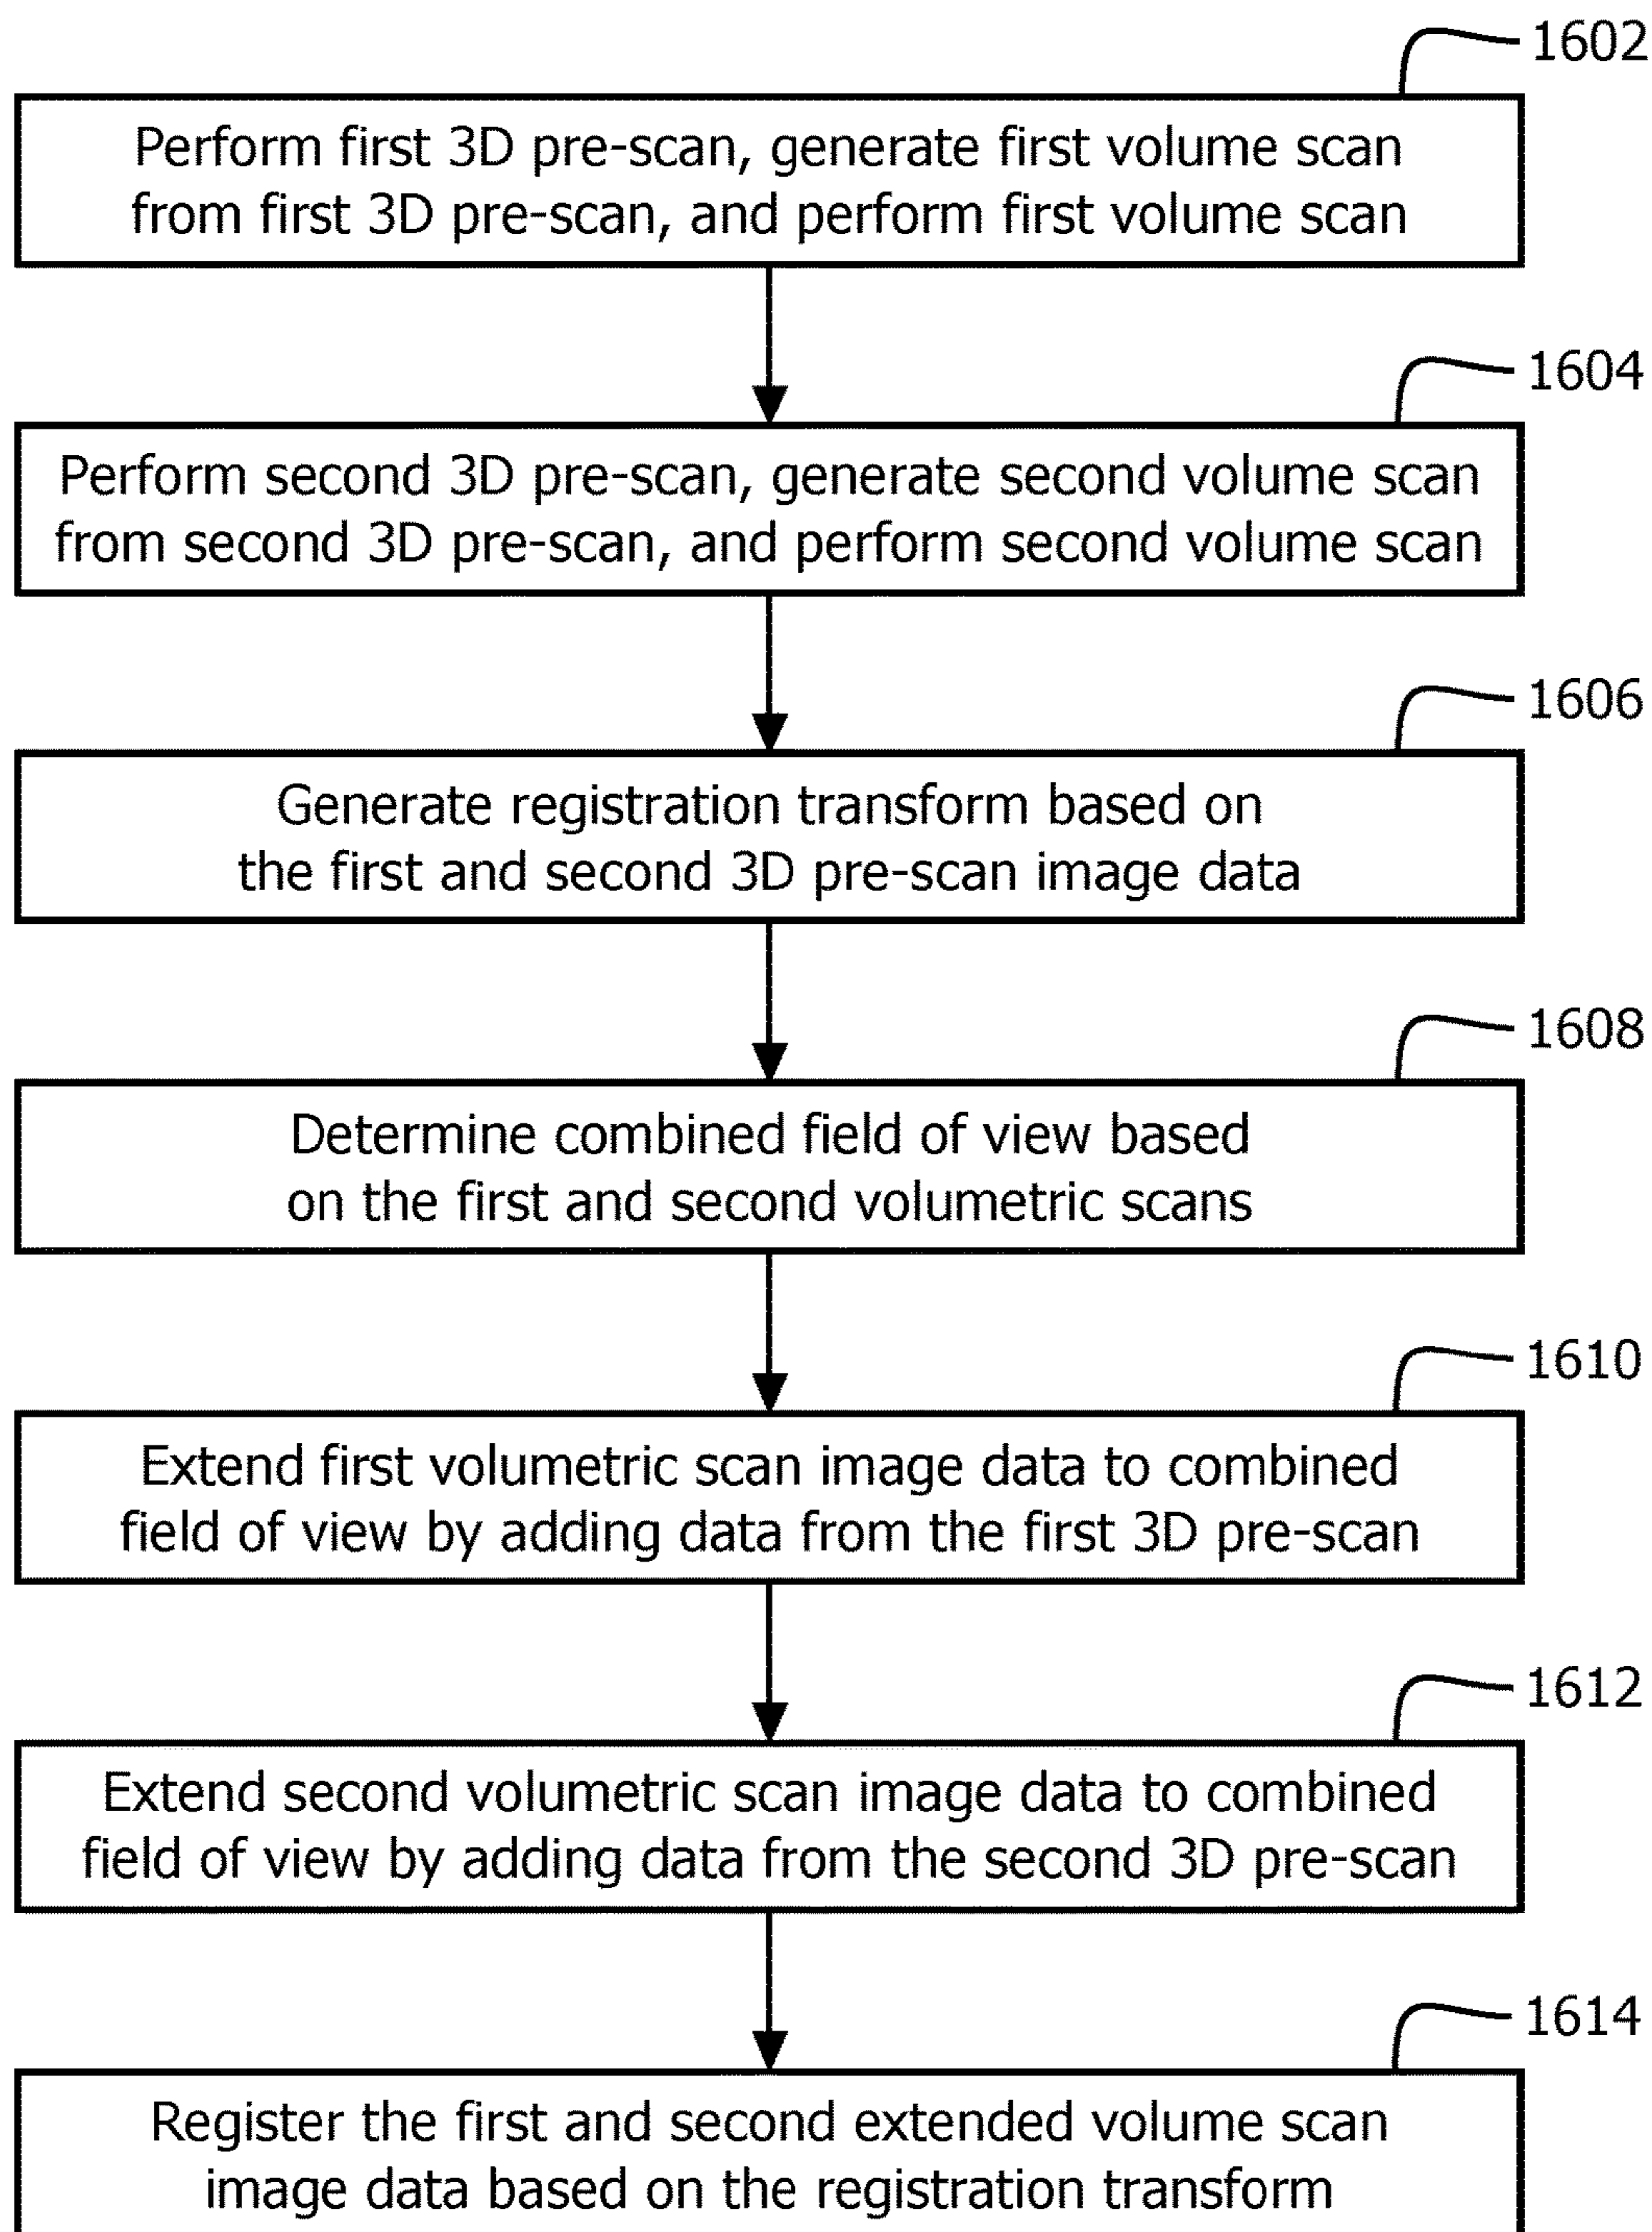 1602
Perform first 3D pre-scan, generate first volume scan
from first 3D pre-scan, and perform first volume scan
1604
Perform second 3D pre-scan, generate second volume scan
from second 3D pre-scan, and perform second volume scan
1606
Generate registration transform based on
the first and second 3D pre-scan image data
1608
Determine combined field of view based
on the first and second volumetric scans
1610
Extend first volumetric scan image data to combined
field of view by adding data from the first 3D pre-scan
1612
Extend second volumetric scan image data to combined
field of view by adding data from the second 3D pre-scan
1614
Register the first and second extended volume scan
image data based on the registration transform